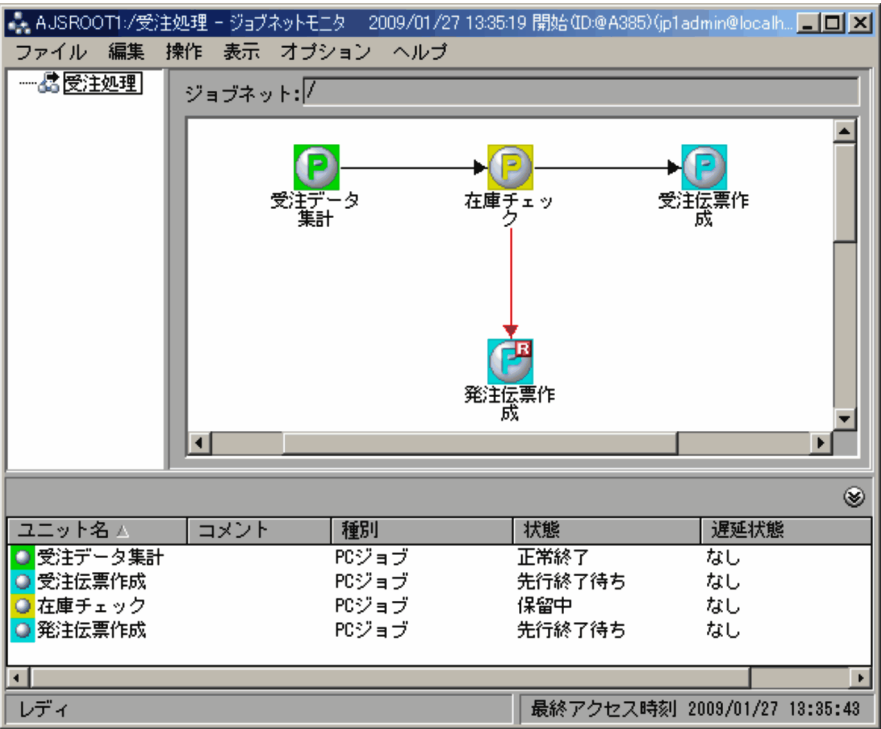 AJSROOT1:/受注処理 - ジョブネットモニタ 2009/01/27 13:35:19 開始(ID:@A385)(jp1admin@localh...
ファイル 編集 操作 表示 オプション ヘルプ
受注処理
ジョブネット: /
P
P
P
受注データ
集計
在庫チェッ
ク
受注伝票作
成
P R
発注伝票作
成
ユニット名 コメント 種別 状態 遅延状態
受注データ集計 PCジョブ 正常終了 なし
受注伝票作成 PCジョブ 先行終了待ち なし
在庫チェック PCジョブ 保留中 なし
発注伝票作成 PCジョブ 先行終了待ち なし
レディ 最終アクセス時刻 2009/01/27 13:35:43